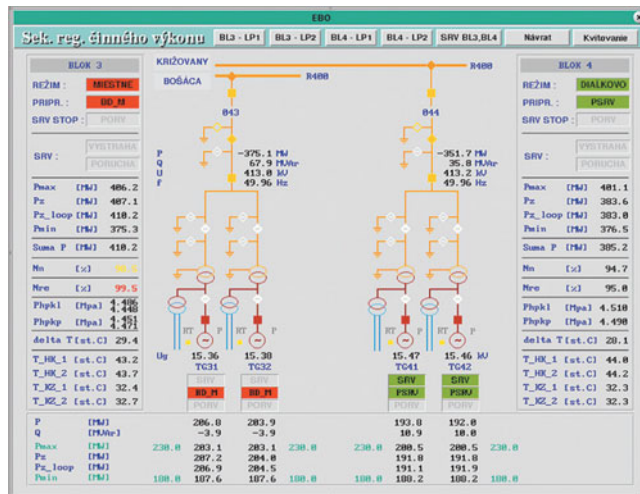 EBO
Sek. reg. činného výkonu BL3 - LP1 BL3 - LP2 BL4 - LP1 BL4 - LP2 SRV BL3,BL4 Návrat Kvitovanie
BLOK 3
REŽIM : MIESTNE
PRIPR. : BD_M
SRV STOP : PORV
SRV : VYSTRAHA
PORUCHA
Pmax [MW] 406.2
Pz [MW] 407.1
Pz_loop [MW] 410.2
Pmin [MW] 375.3
Suma P [MW] 410.2
Nn [%]
Nre [%] 99.5
Phpk1 [Mpa] 4.486
4.448
Phpkp [Mpa] 4.451
4.471
delta T[st.C] 29.4
T_HK_1 [st.C] 43.2
T_HK_2 [st.C] 43.7
T_KZ_1 [st.C] 32.4
T_KZ_2 [st.C] 32.7
KRIŽOVANY R400
BOŠÁCA R400
043 044
P -375.1 MW -351.7 MW
Q 67.9 MVAr 35.8 MVAr
U 413.0 kV 413.2 kV
f 49.96 Hz 49.96 Hz
RT P RT P RT P RT P
Ug 15.36 15.38 15.47 15.46 kV
TG31 TG32 TG41 TG42
SRV SRV SRV SRV
BD_M BD_M PSRV PSRV
PORV PORV PORV PORV
BLOK 4
REŽIM : DIALKOVO
PRIPR. : PSRV
SRV STOP : PORV
SRV : VYSTRAHA
PORUCHA
Pmax [MW] 401.1
Pz [MW] 383.6
Pz_loop [MW] 383.0
Pmin [MW] 376.5
Suma P [MW] 385.2
Nn [%] 94.7
Nre [%] 95.0
Phpk1 [Mpa] 4.510
Phpkp [Mpa] 4.490
delta T[st.C] 28.1
T_HK_1 [st.C] 44.0
T_HK_2 [st.C] 44.2
T_KZ_1 [st.C] 32.3
T_KZ_2 [st.C] 32.3
P [MW] 206.8 203.9 193.8 192.0
Q [MVAr] -3.9 -3.9 10.9 10.0
Pmax [MW] 230.0 203.1 203.1 230.0 230.0 200.5 200.5 230.0
Pz [MW] 207.2 204.0 191.8 191.8
Pz_loop [MW] 206.9 204.5 191.1 191.9
Pmin [MW] 100.0 187.6 187.6 100.0 100.0 188.2 188.2 100.0